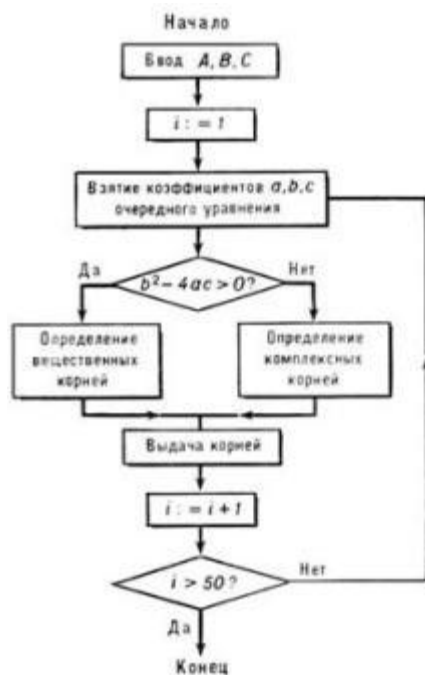 Начало
Ввод A, B, C
i := 1
Взятие коэффициентов a, b, c
очередного уравнения
Да
b² – 4ac > 0?
Нет
Определение
вещественных
корней
Определение
комплексных
корней
Выдача корней
i := i + 1
i > 50?
Нет
Да
Конец